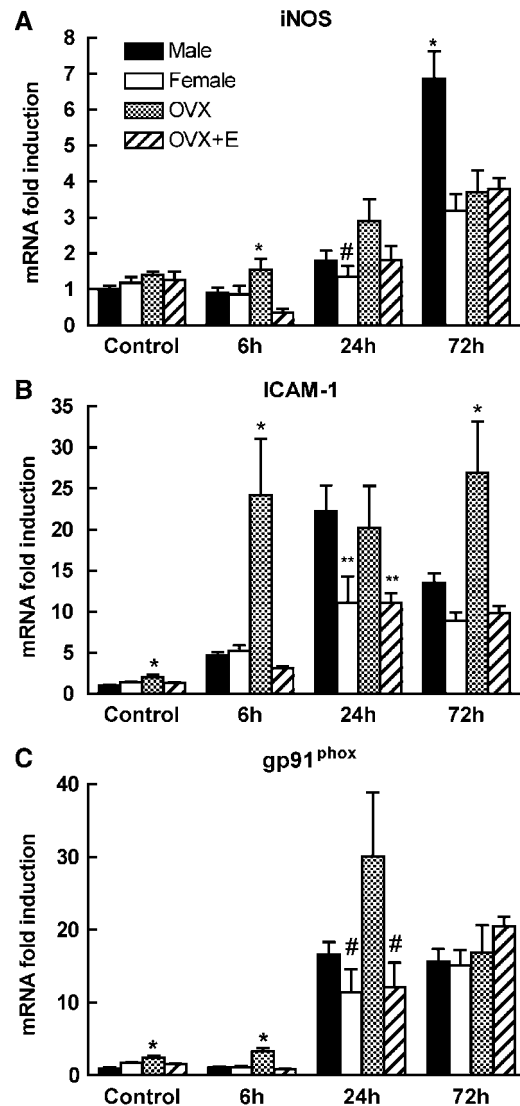 A
iNOS
mRNA fold induction
8
7
6
5
4
3
2
1
0
Male
Female
OVX
OVX+E
*
#
*
Control 6h 24h 72h
B
ICAM-1
mRNA fold induction
35
30
25
20
15
10
5
0
*
*
**
**
*
Control 6h 24h 72h
C
gp91phox
mRNA fold induction
40
30
20
10
0
*
*
#
#
Control 6h 24h 72h